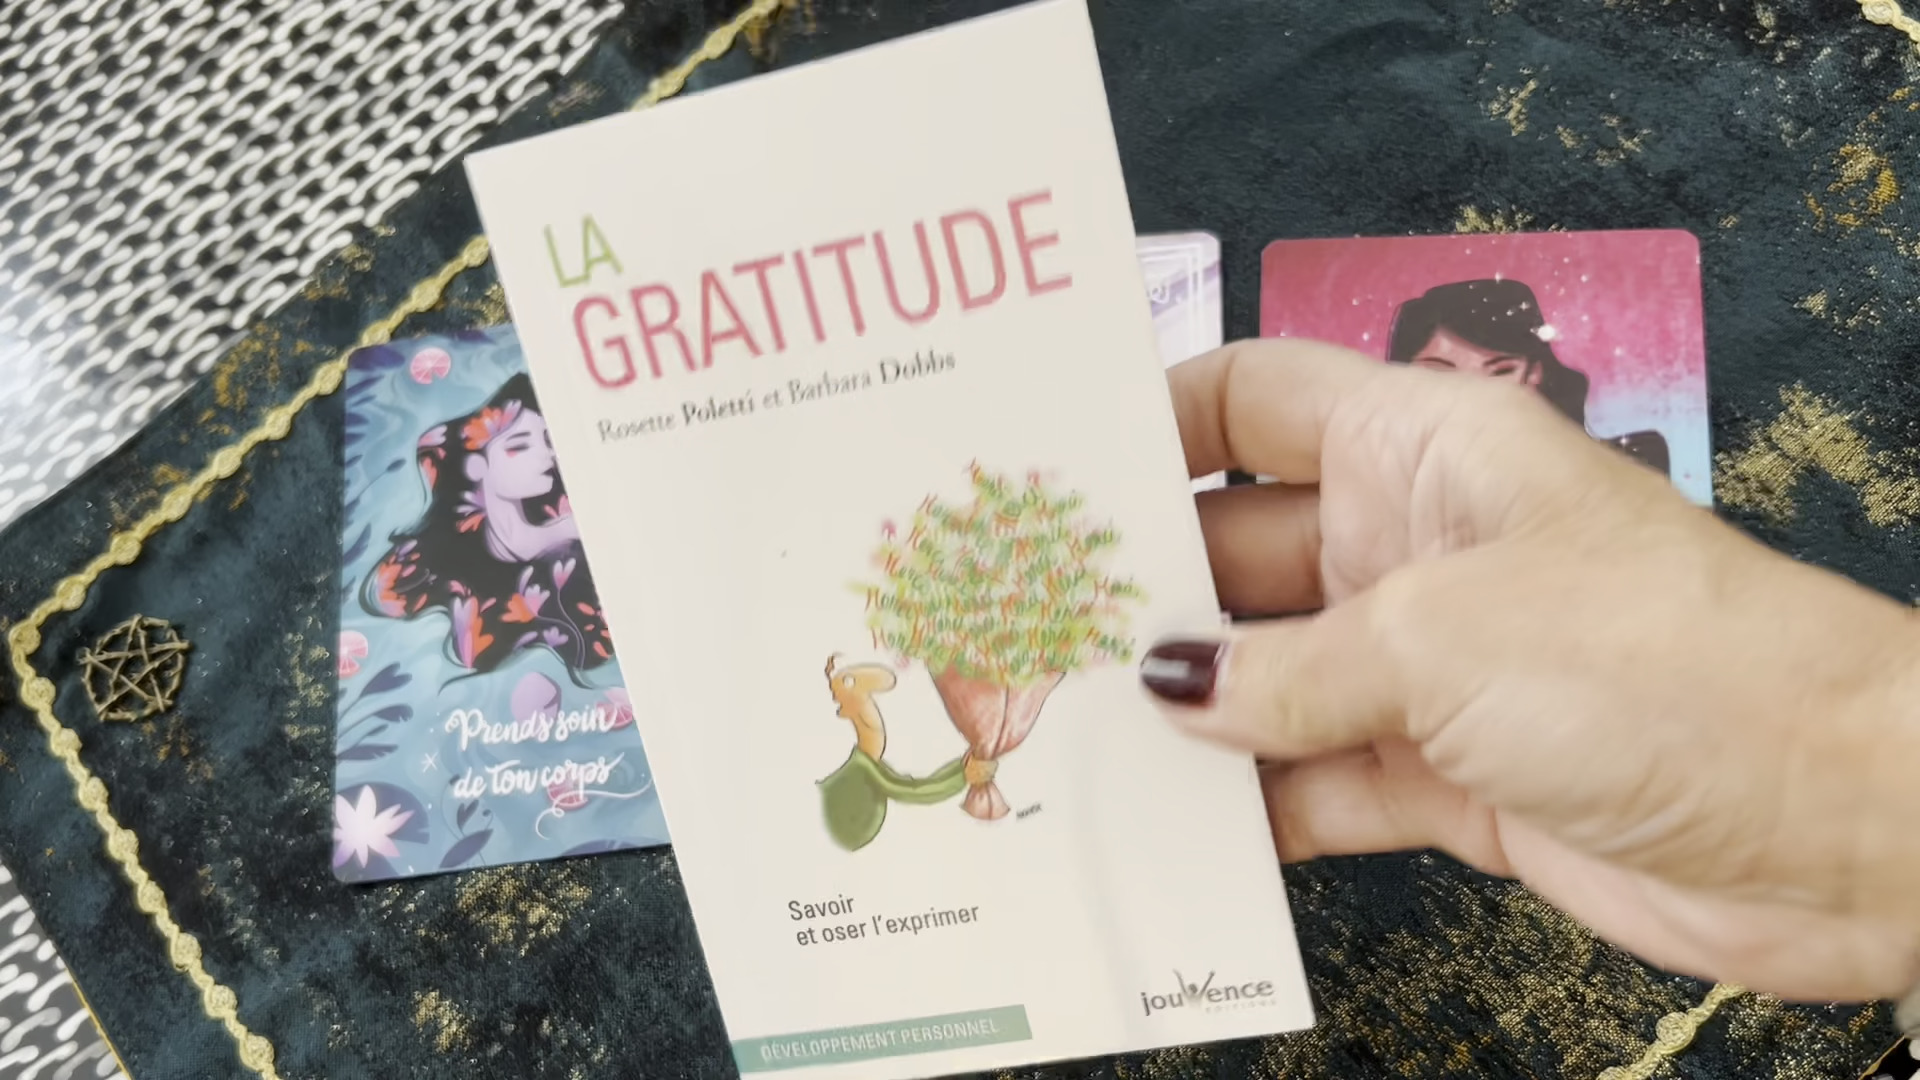 LA
GRATITUDE
Rosette Poletti et Barbara Dobbs
Prends soin
de ton corps
Savoir
et oser l'exprimer
jouvence
EDITIONS
DÉVELOPPEMENT PERSONNEL